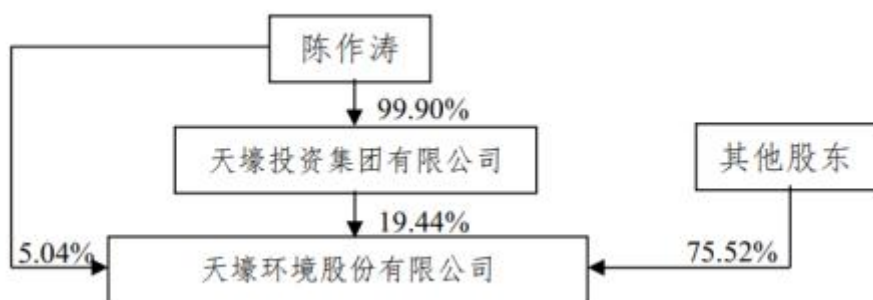 陈作涛
99.90%
天壕投资集团有限公司
其他股东
19.44%
5.04%
天壕环境股份有限公司
75.52%